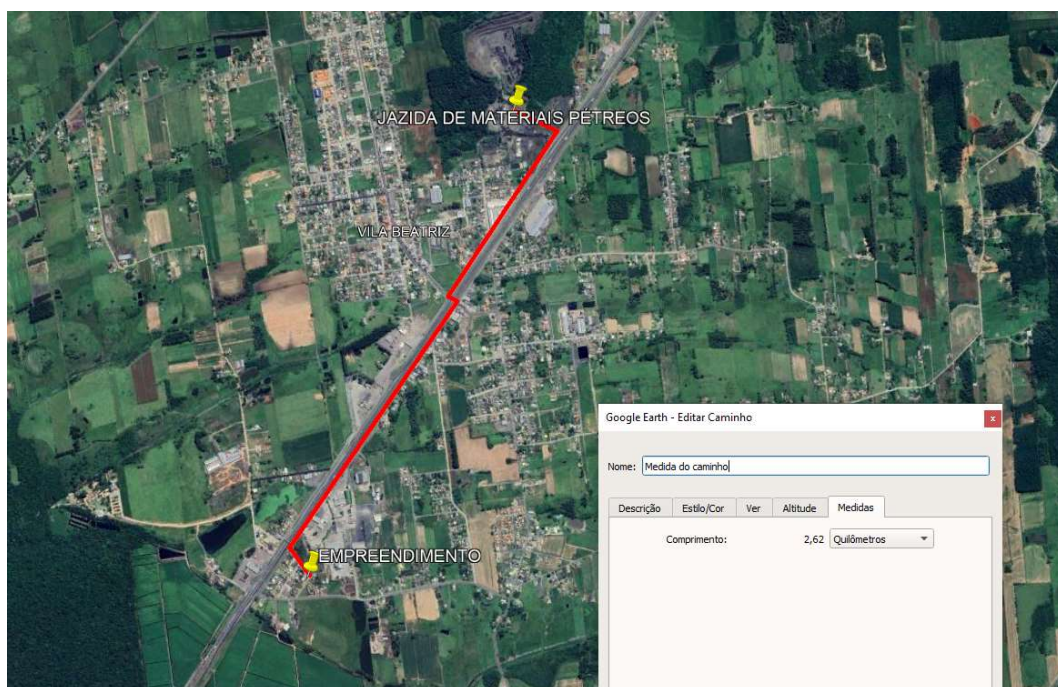 JAZIDA DE MATERIAIS PÉTREOS
VILA BEATRIZ
EMPREENDIMENTO
Google Earth - Editar Caminho
x
Nome: Medida do caminho
Descrição Estilo/Cor Ver Altitude Medidas
Comprimento: 2,62 Quilômetros